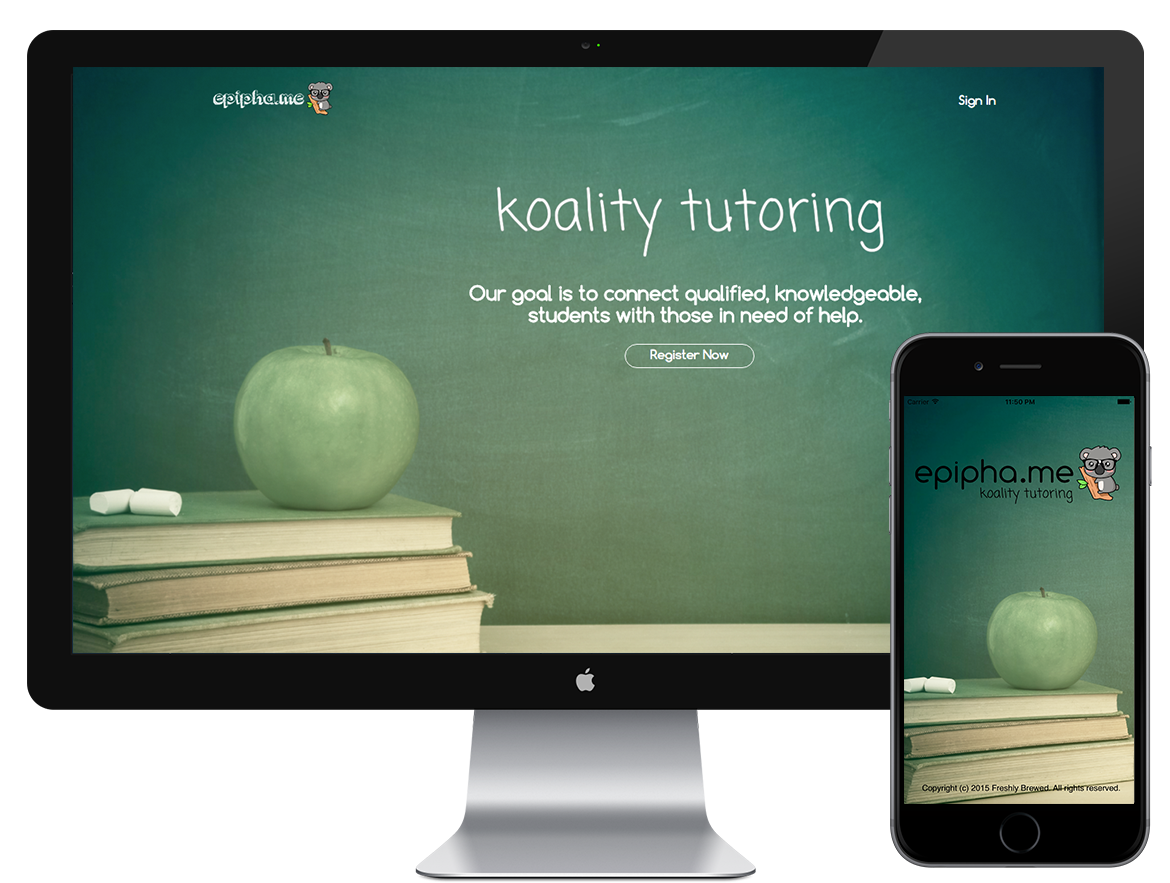 epipha.me
Sign In
koality tutoring
Our goal is to connect qualified, knowledgeable,
students with those in need of help.
Register Now
Carrier
11:50 PM
epipha.me
koality tutoring
Copyright (c) 2015 Freshly Brewed. All rights reserved.